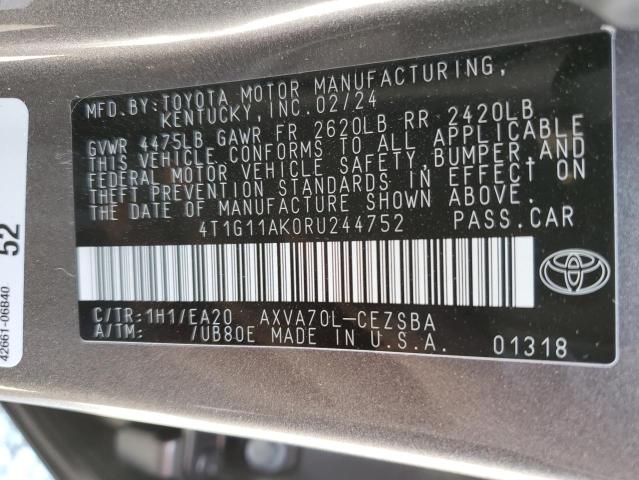 MFD.BY:TOYOTA MOTOR MANUFACTURING,
KENTUCKY,INC.02/24
GVWR 4475LB GAWR FR 2620LB RR 2420LB
THIS VEHICLE CONFORMS TO ALL APPLICABLE
FEDERAL MOTOR VEHICLE SAFETY,BUMPER,AND
THEFT PREVENTION STANDARDS IN EFFECT ON
THE DATE OF MANUFACTURE SHOWN ABOVE.
4T1G11AK0RU244752 PASS.CAR
C/TR:1H1/EA20 AXVA70L-CEZSBA
A/TM: /UB80E MADE IN U.S.A. 01318
52
42661-06B40